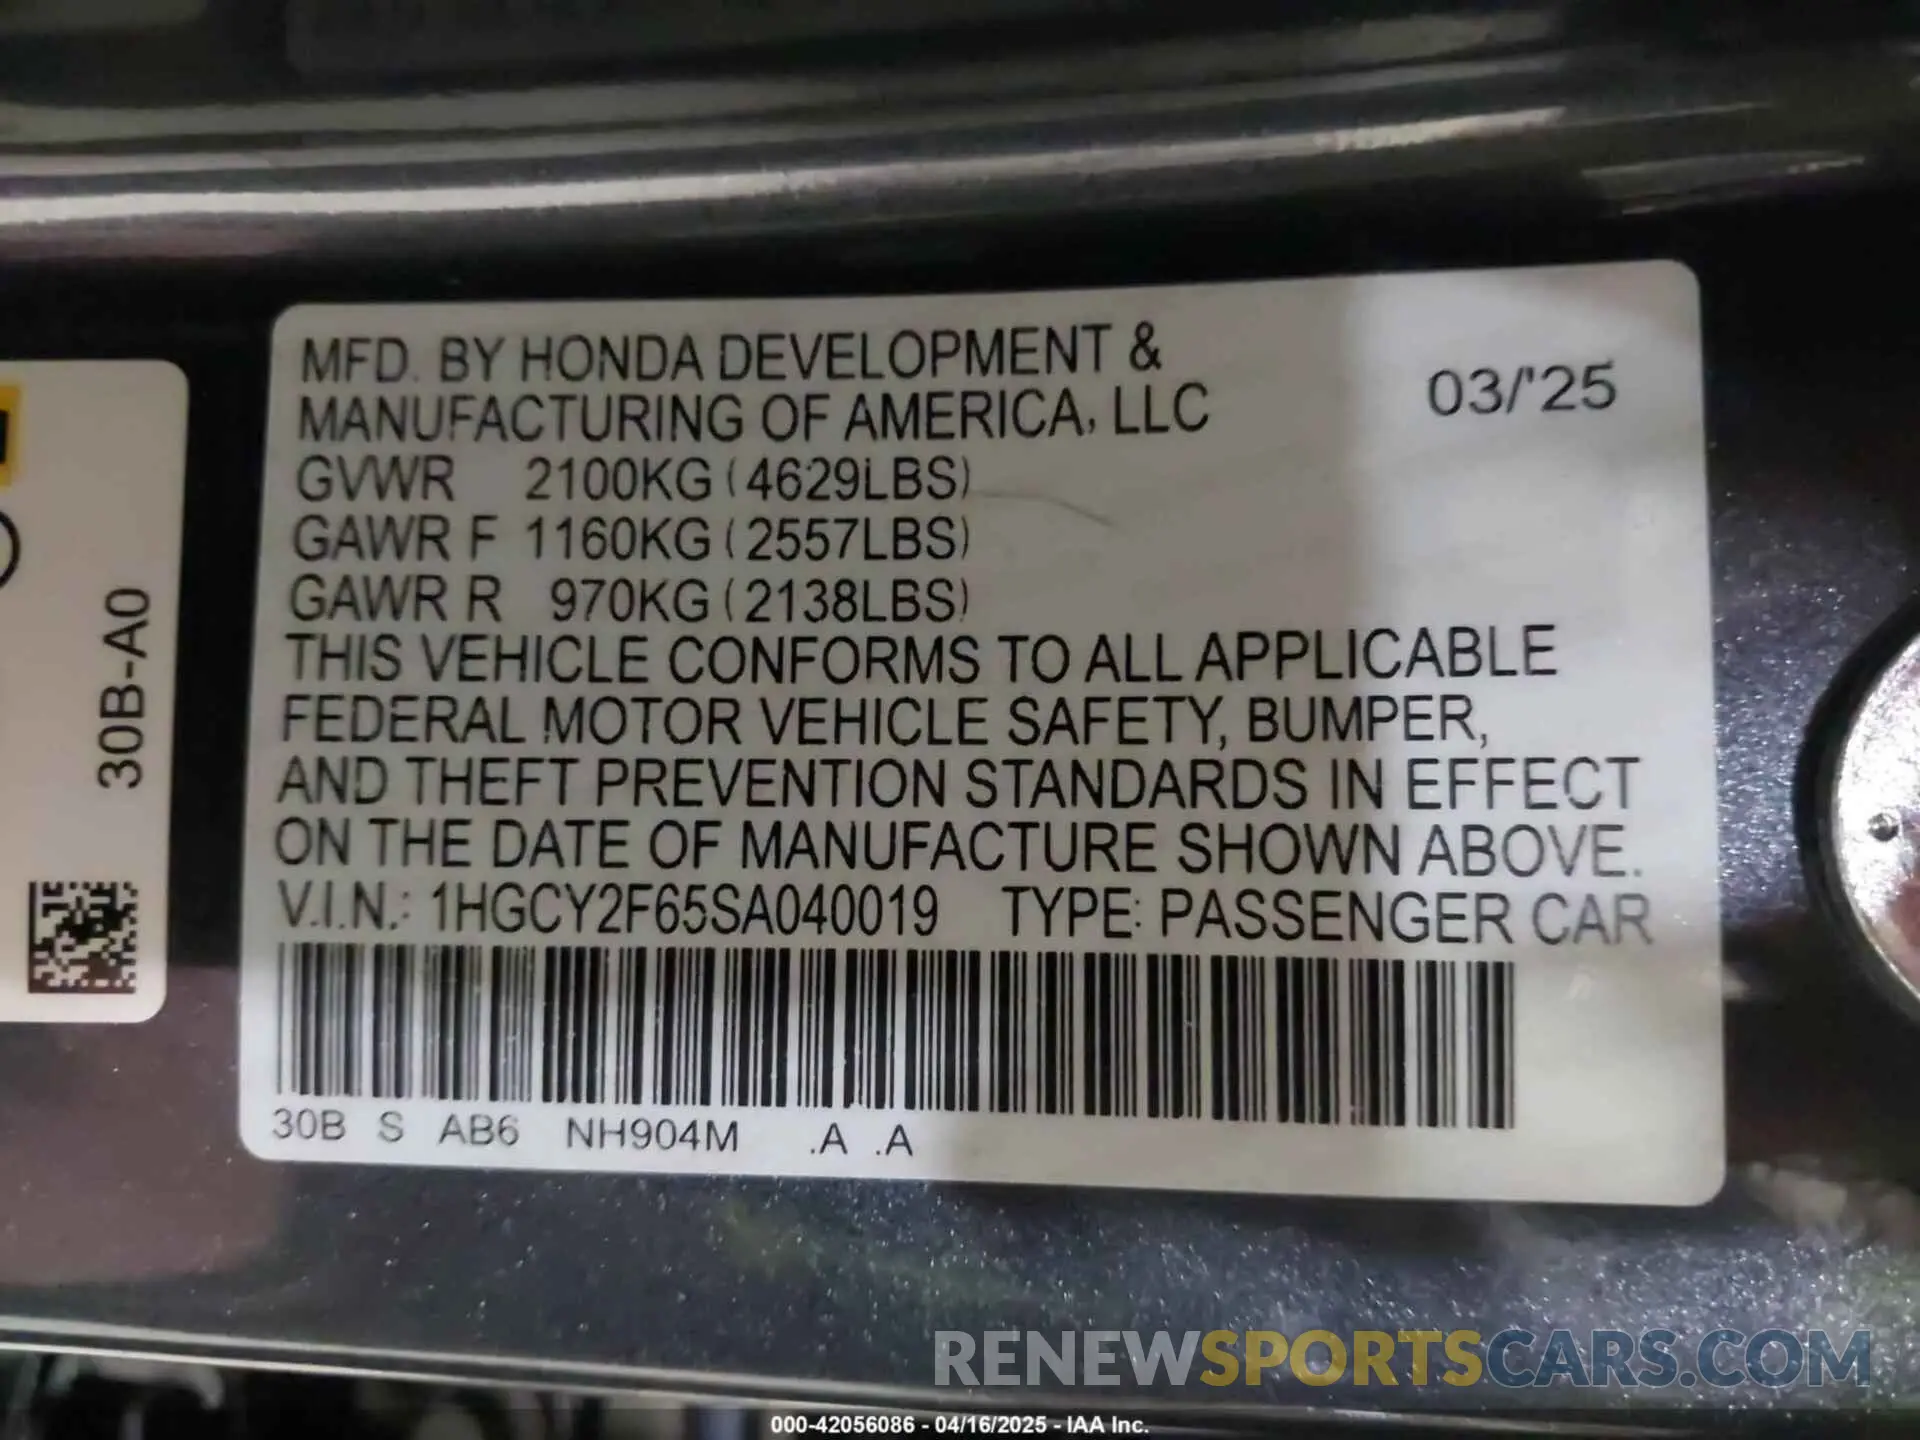 MFD. BY HONDA DEVELOPMENT &
MANUFACTURING OF AMERICA, LLC
03/'25
GVWR 2100KG (4629LBS)
GAWR F 1160KG (2557LBS)
GAWR R 970KG (2138LBS)
THIS VEHICLE CONFORMS TO ALL APPLICABLE
FEDERAL MOTOR VEHICLE SAFETY, BUMPER,
AND THEFT PREVENTION STANDARDS IN EFFECT
ON THE DATE OF MANUFACTURE SHOWN ABOVE.
V.I.N.: 1HGCY2F65SA040019 TYPE: PASSENGER CAR
30B S AB6 NH904M .A .A
30B-A0
RENEWSPORTSCARS.COM
000-42056086 - 04/16/2025 - IAA Inc.